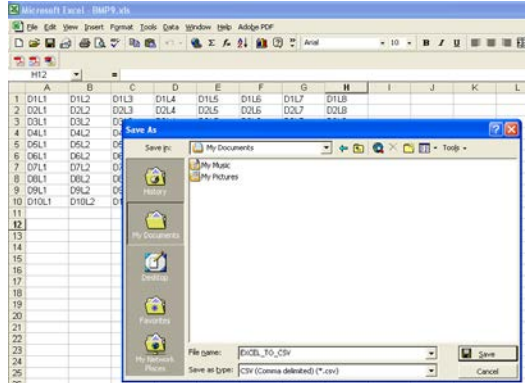 Microsoft Excel - BMP9.xls
File Edit View Insert Format Tools Data Window Help Adobe PDF
Arial 10 B I U
H12 =
A B C D E F G H I J K L
1 D1L1 D1L2 D1L3 D1L4 D1L5 D1L6 D1L7 D1L8
2 D2L1 D2L2 D2L3 D2L4 D2L5 D2L6 D2L7 D2L8
3 D3L1 D3L2
4 D4L1 D4L2
5 D5L1 D5L2
6 D6L1 D6L2
7 D7L1 D7L2
8 D8L1 D8L2
9 D9L1 D9L2
10 D10L1 D10L2
11
12
13
14
15
16
17
18
19
20
21
22
23
24
25
Save As
Save in: My Documents Tools
My Music
My Pictures
History
My Documents
Desktop
Favorites
My Network Places
File name: EXCEL_TO_CSV Save
Save as type: CSV (Comma delimited) (*.csv) Cancel